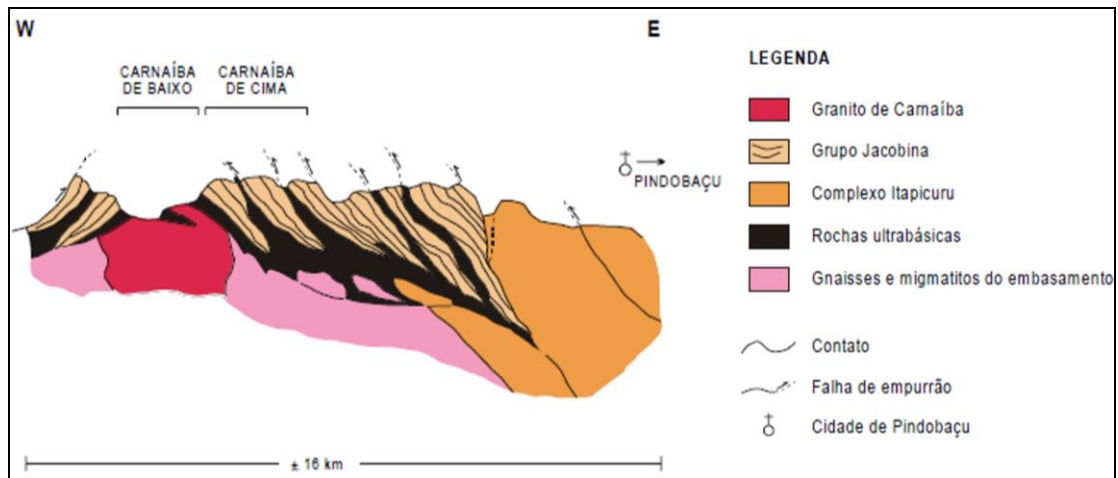 W
E
CARNAÍBA
DE BAIXO
CARNAÍBA
DE CIMA
PINDOBAÇU
± 16 km
LEGENDA
Granito de Carnaíba
Grupo Jacobina
Complexo Itapicuru
Rochas ultrabásicas
Gnaisses e migmatitos do embasamento
Contato
Falha de empurrão
Cidade de Pindobaçu